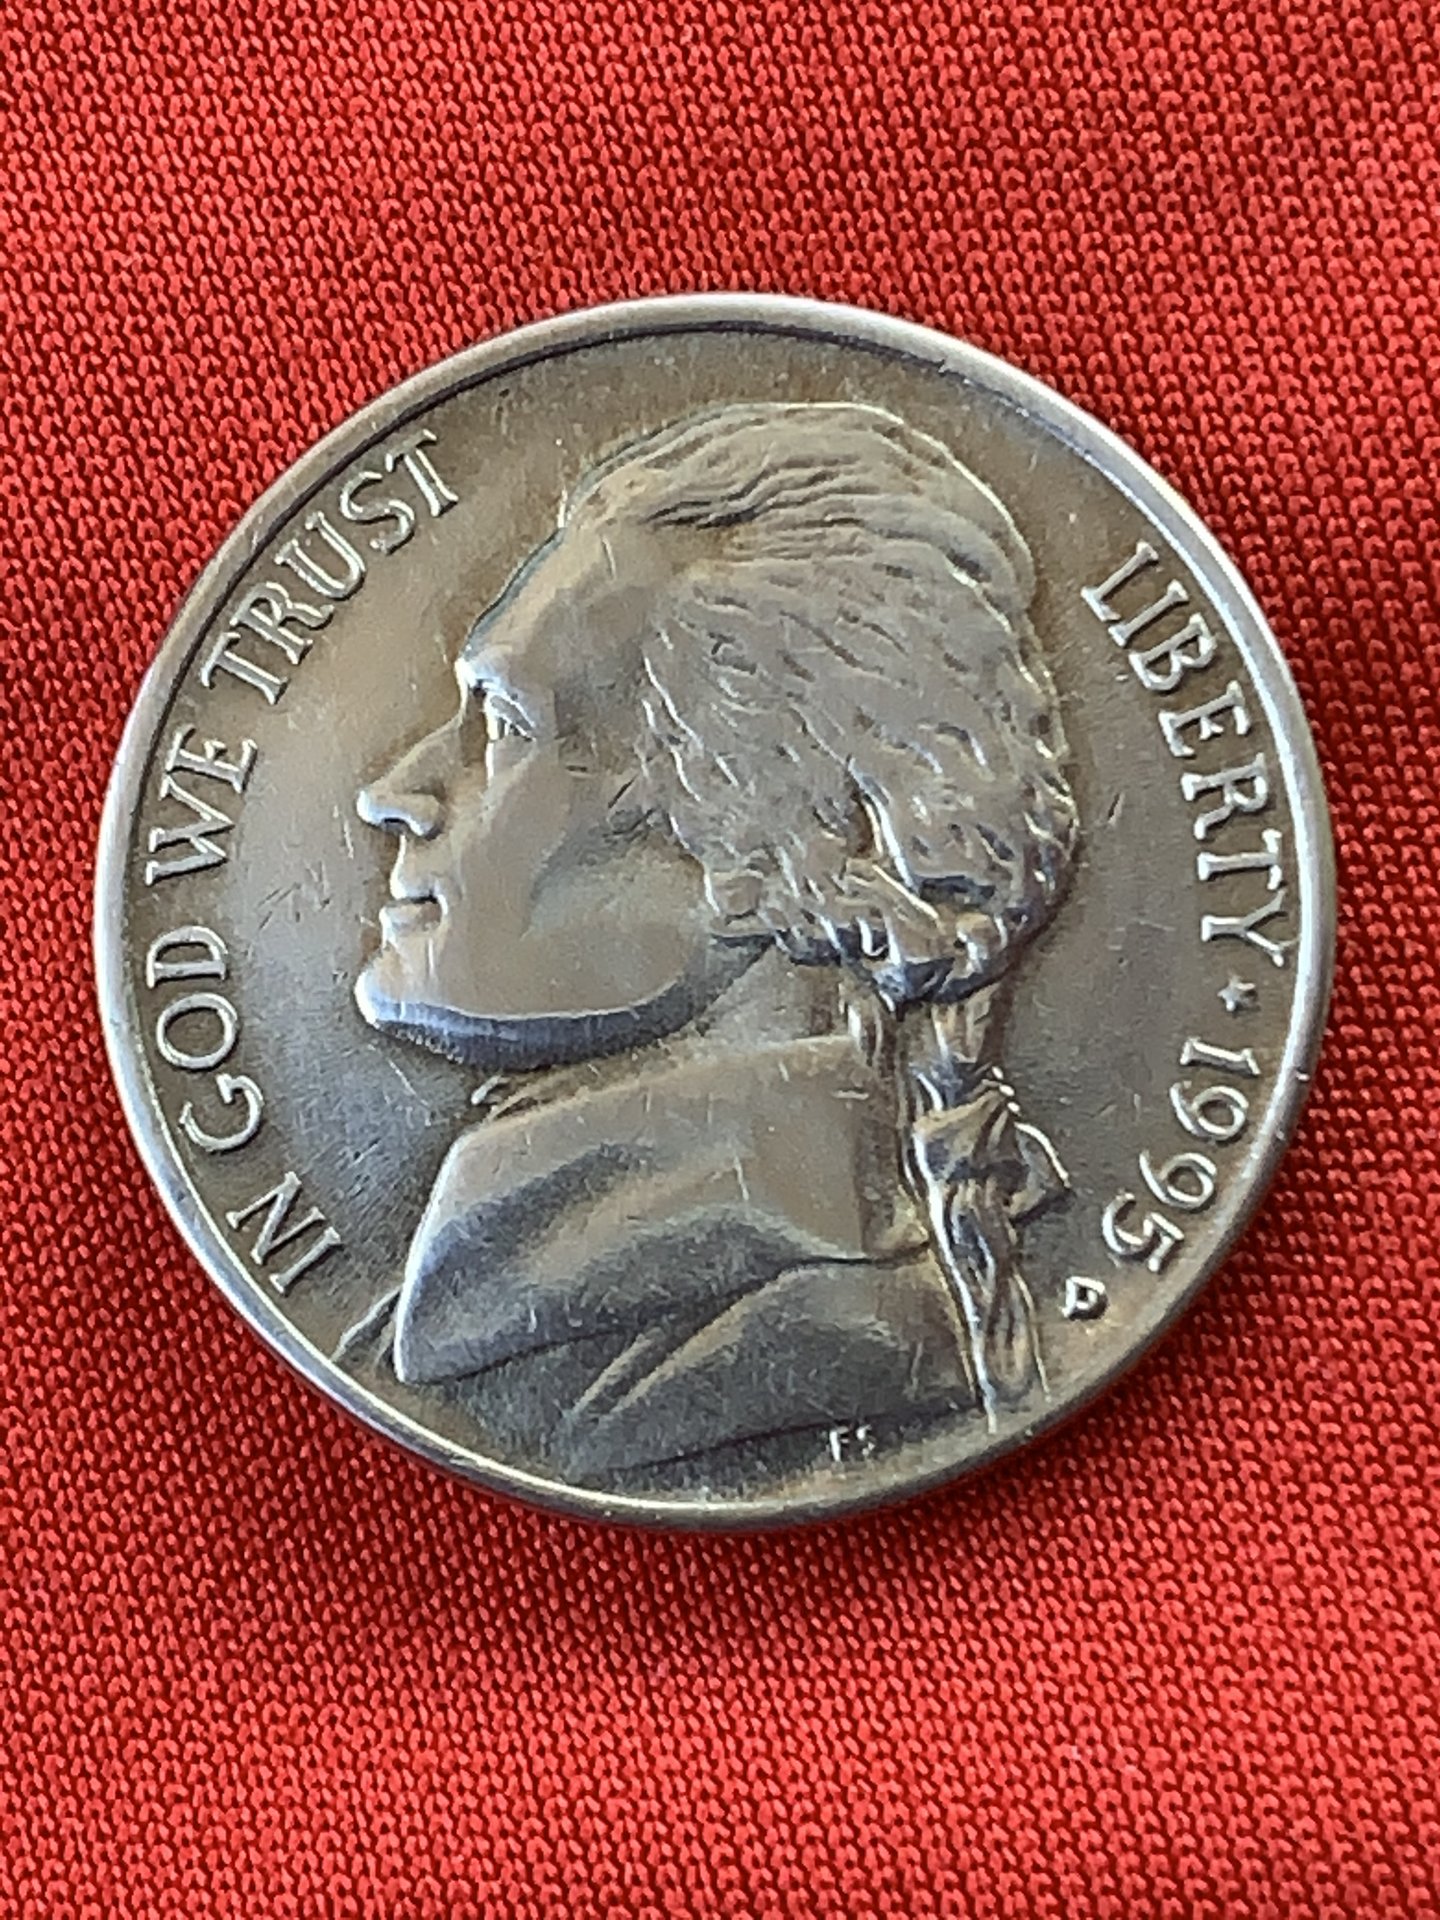 IN GOD WE TRUST
LIBERTY ★ 1995
D
FS